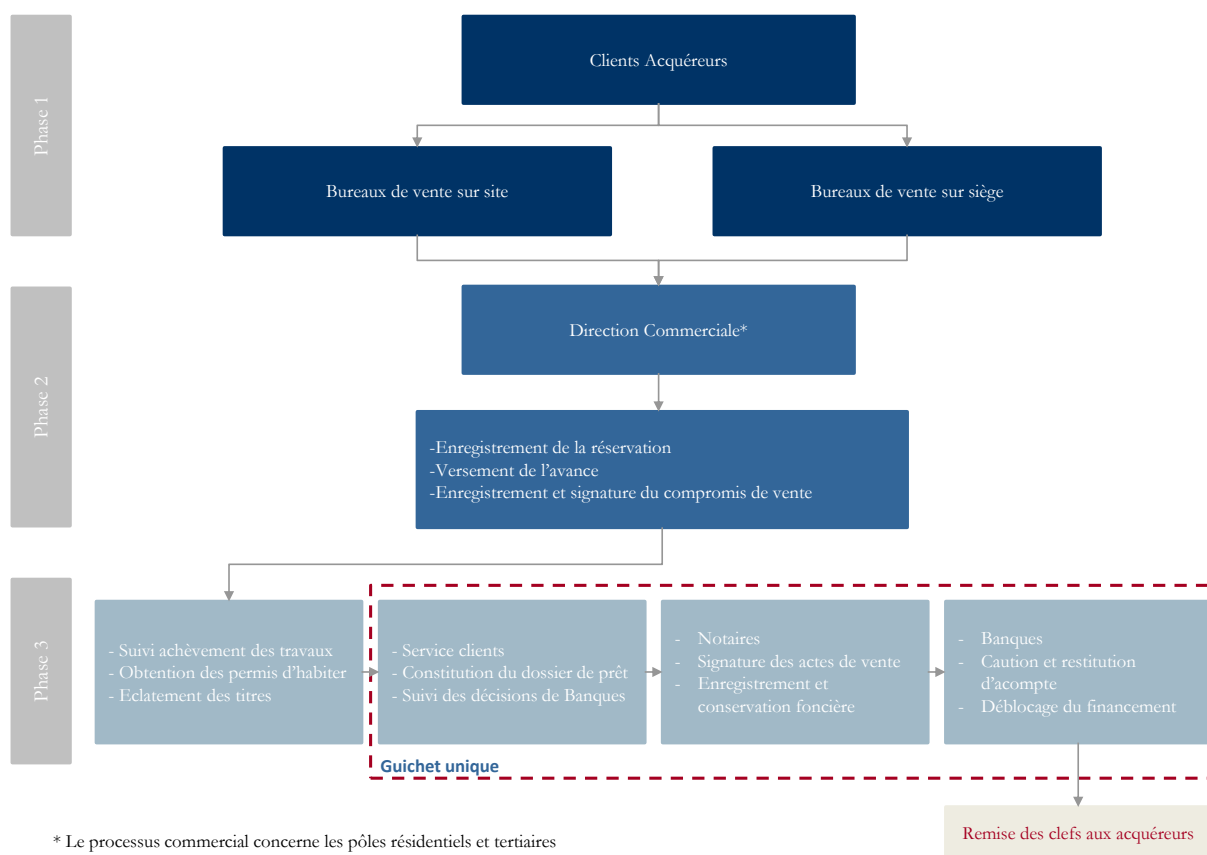 Phase 1
Clients Acquéreurs
Bureaux de vente sur site
Bureaux de vente sur siège
Phase 2
Direction Commerciale*
-Enregistrement de la réservation
-Versement de l'avance
-Enregistrement et signature du compromis de vente
Phase 3
- Suivi achèvement des travaux
- Obtention des permis d'habiter
- Eclatement des titres
- Service clients
- Constitution du dossier de prêt
- Suivi des décisions de Banques
- Notaires
- Signature des actes de vente
- Enregistrement et
conservation foncière
- Banques
- Caution et restitution
d'acompte
- Déblocage du financement
Guichet unique
Remise des clefs aux acquéreurs
* Le processus commercial concerne les pôles résidentiels et tertiaires